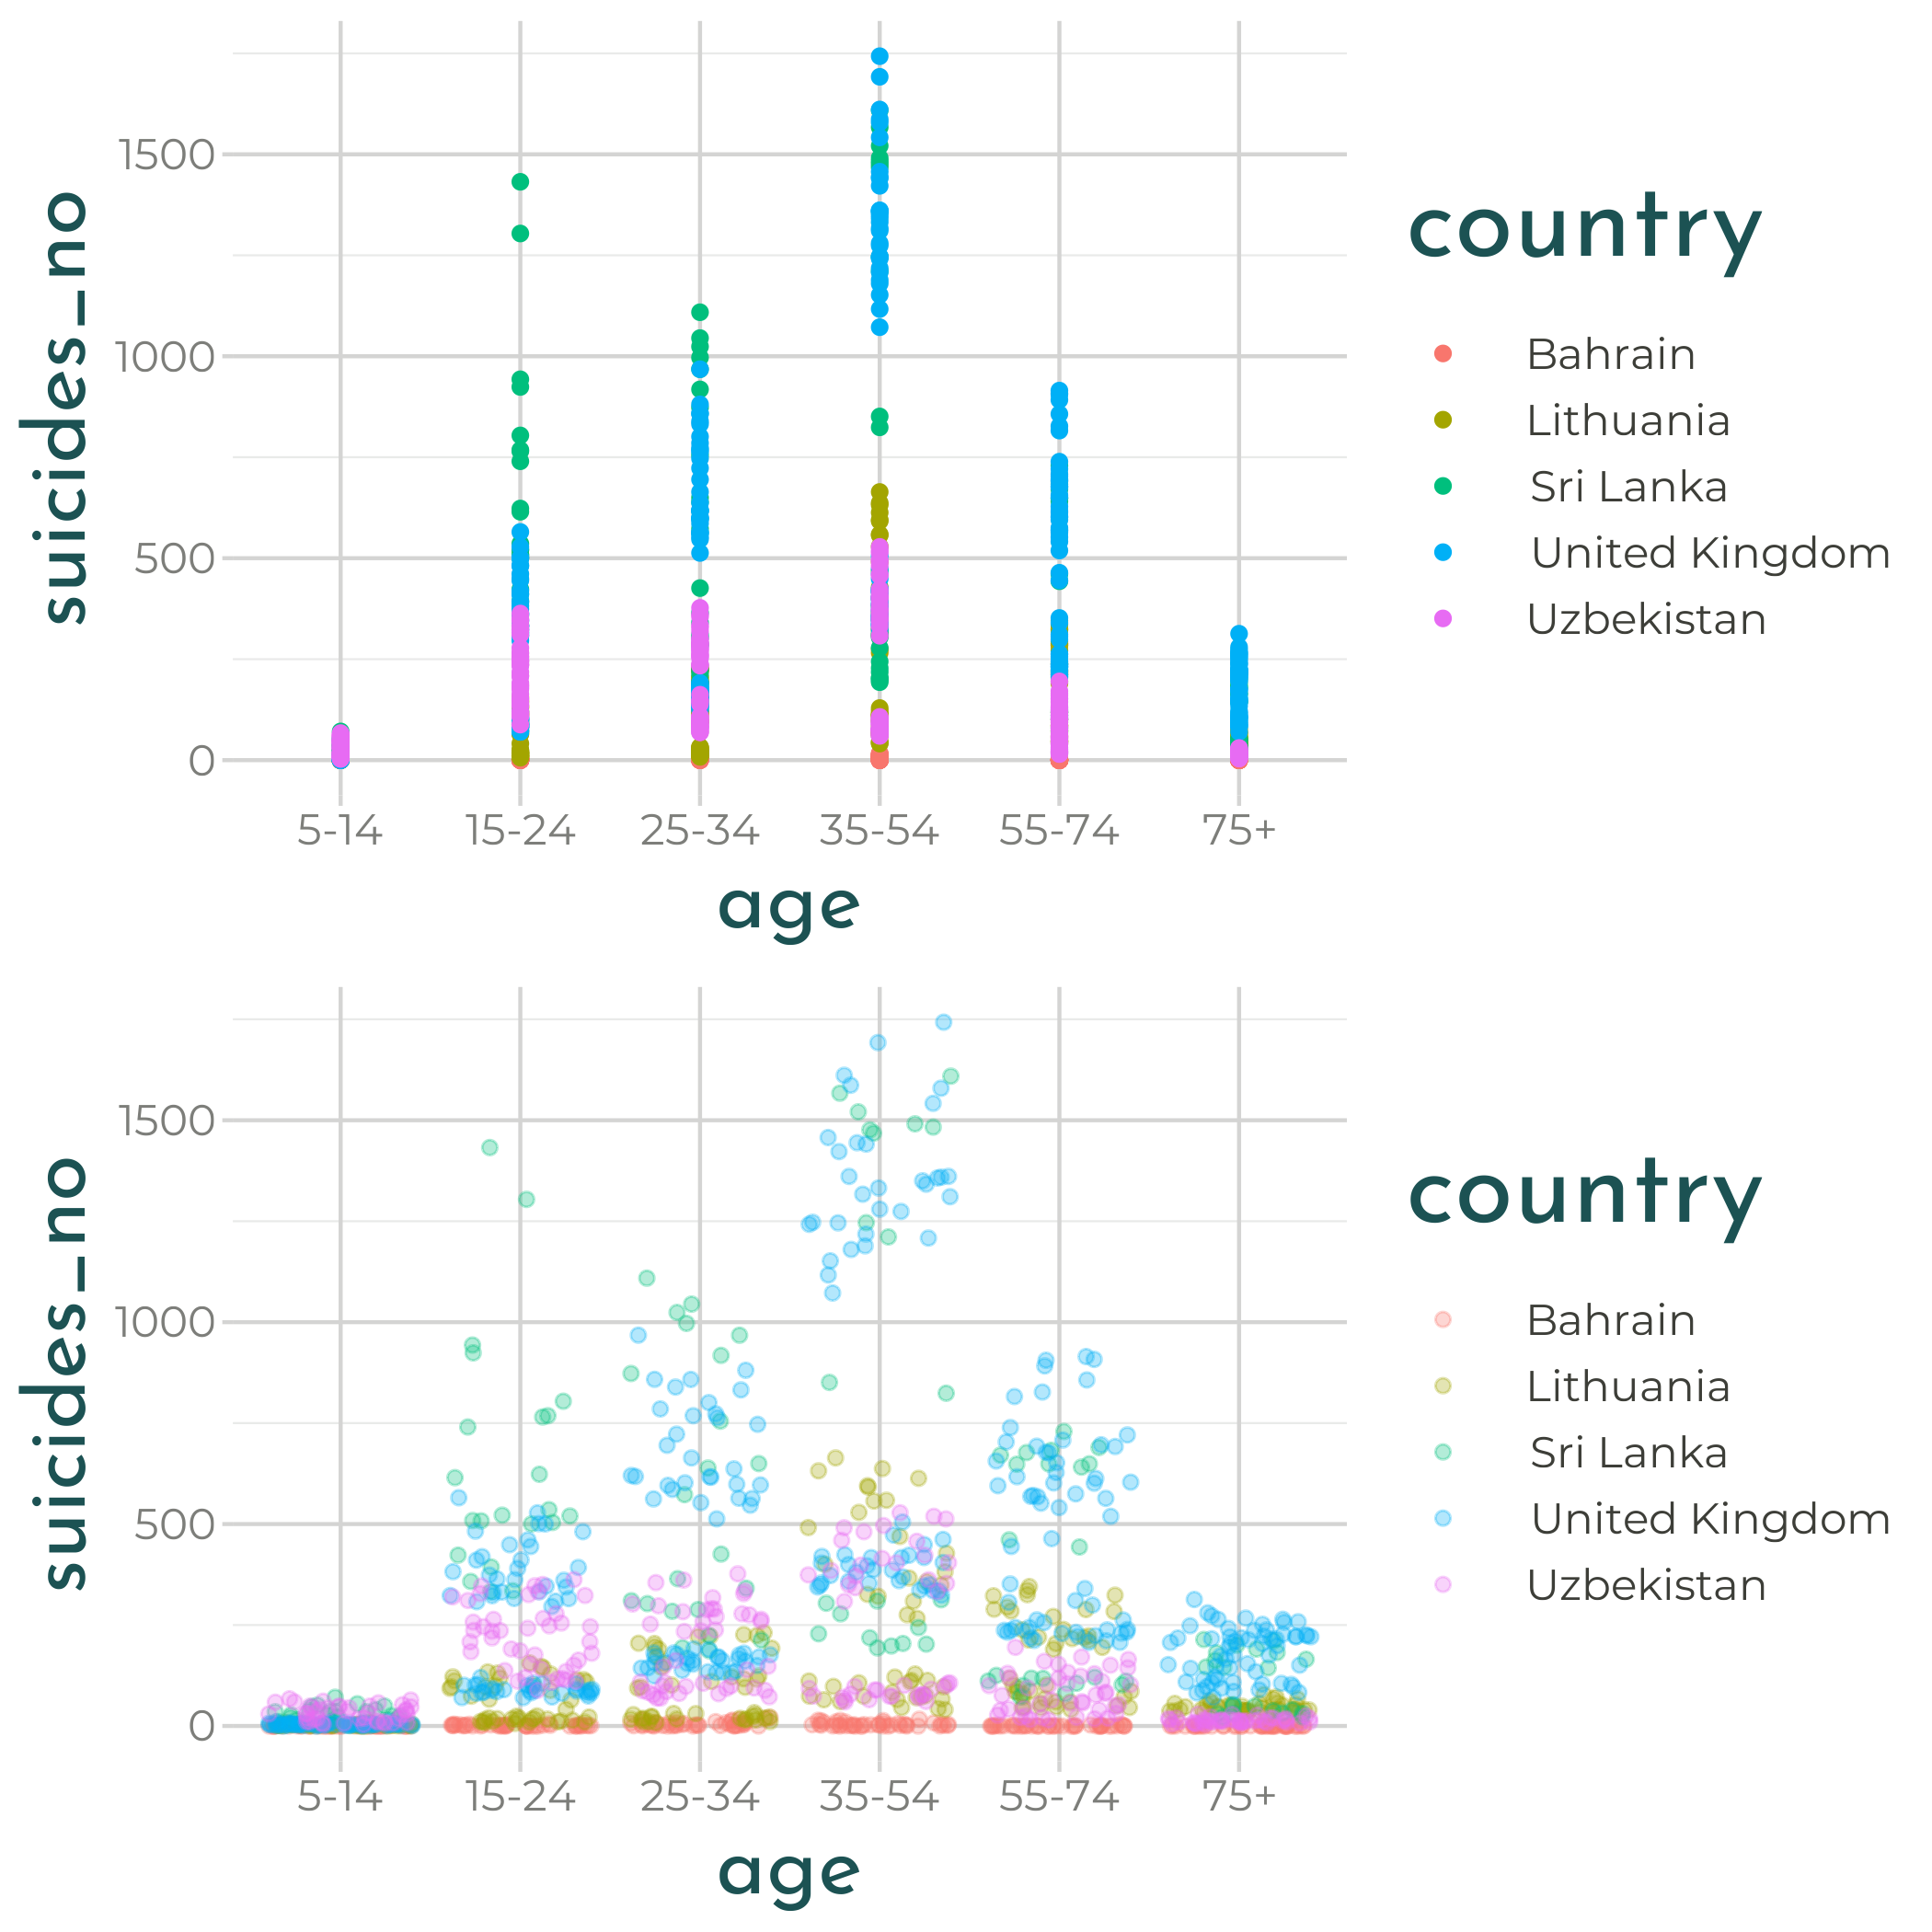 suicides_no
1500
1000
500
0
5-14 15-24 25-34 35-54 55-74 75+
age
country
Bahrain
Lithuania
Sri Lanka
United Kingdom
Uzbekistan
suicides_no
1500
1000
500
0
5-14 15-24 25-34 35-54 55-74 75+
age
country
Bahrain
Lithuania
Sri Lanka
United Kingdom
Uzbekistan